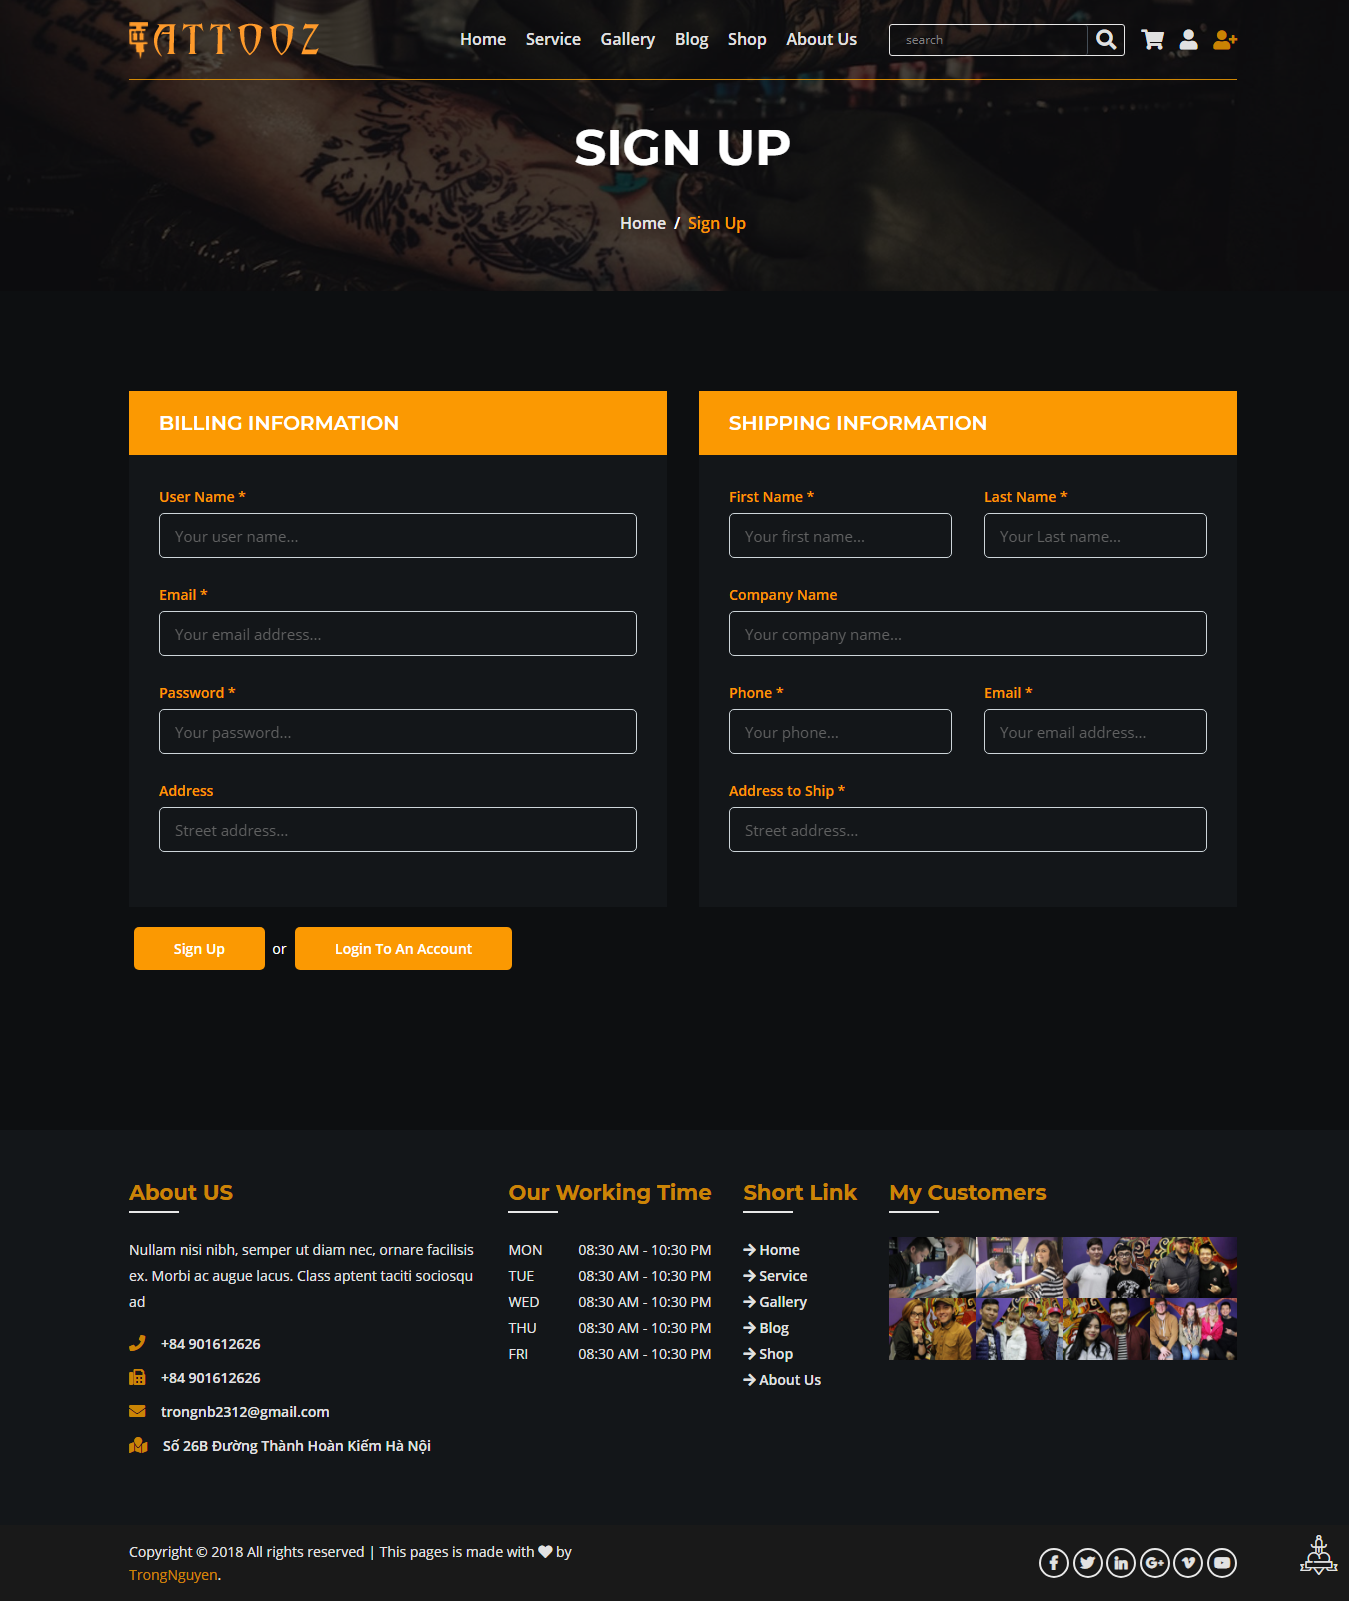 TATTOOZ
Home Service Gallery Blog Shop About Us
search
SIGN UP
Home / Sign Up
BILLING INFORMATION
User Name *
Your user name...
Email *
Your email address...
Password *
Your password...
Address
Street address...
SHIPPING INFORMATION
First Name * Last Name *
Your first name... Your Last name...
Company Name
Your company name...
Phone * Email *
Your phone... Your email address...
Address to Ship *
Street address...
Sign Up or Login To An Account
About US
Nullam nisi nibh, semper ut diam nec, ornare facilisis
ex. Morbi ac augue lacus. Class aptent taciti sociosqu
ad
+84 901612626
+84 901612626
trongnb2312@gmail.com
Số 26B Đường Thành Hoàn Kiếm Hà Nội
Our Working Time
MON 08:30 AM - 10:30 PM
TUE 08:30 AM - 10:30 PM
WED 08:30 AM - 10:30 PM
THU 08:30 AM - 10:30 PM
FRI 08:30 AM - 10:30 PM
Short Link
Home
Service
Gallery
Blog
Shop
About Us
My Customers
Copyright © 2018 All rights reserved | This pages is made with by
TrongNguyen.